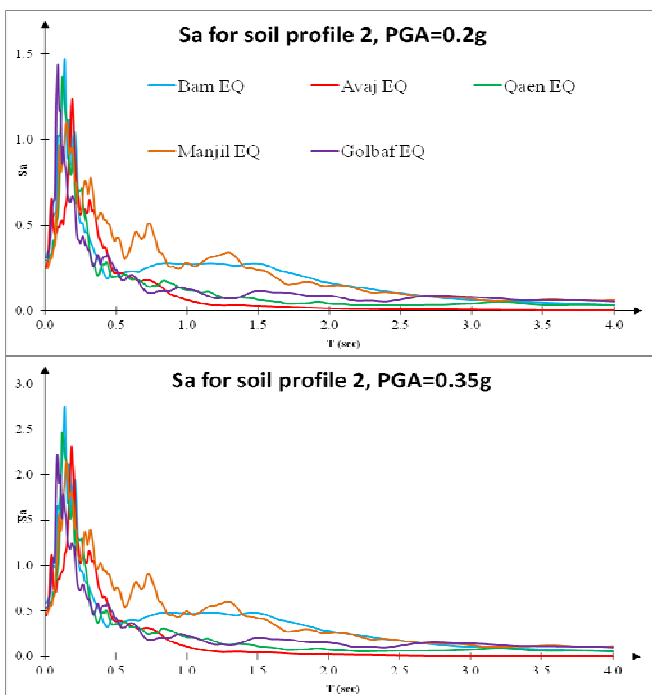 Sa for soil profile 2, PGA=0.2g
Bam EQ Avaj EQ Qaen EQ
Manjil EQ Golbaf EQ
1.5
1.0
0.5
0.0
Sa
0.0 0.5 1.0 1.5 2.0 2.5 3.0 3.5 4.0
T (sec)
Sa for soil profile 2, PGA=0.35g
3.0
2.5
2.0
1.5
1.0
0.5
0.0
Sa
0.0 0.5 1.0 1.5 2.0 2.5 3.0 3.5 4.0
T (sec)